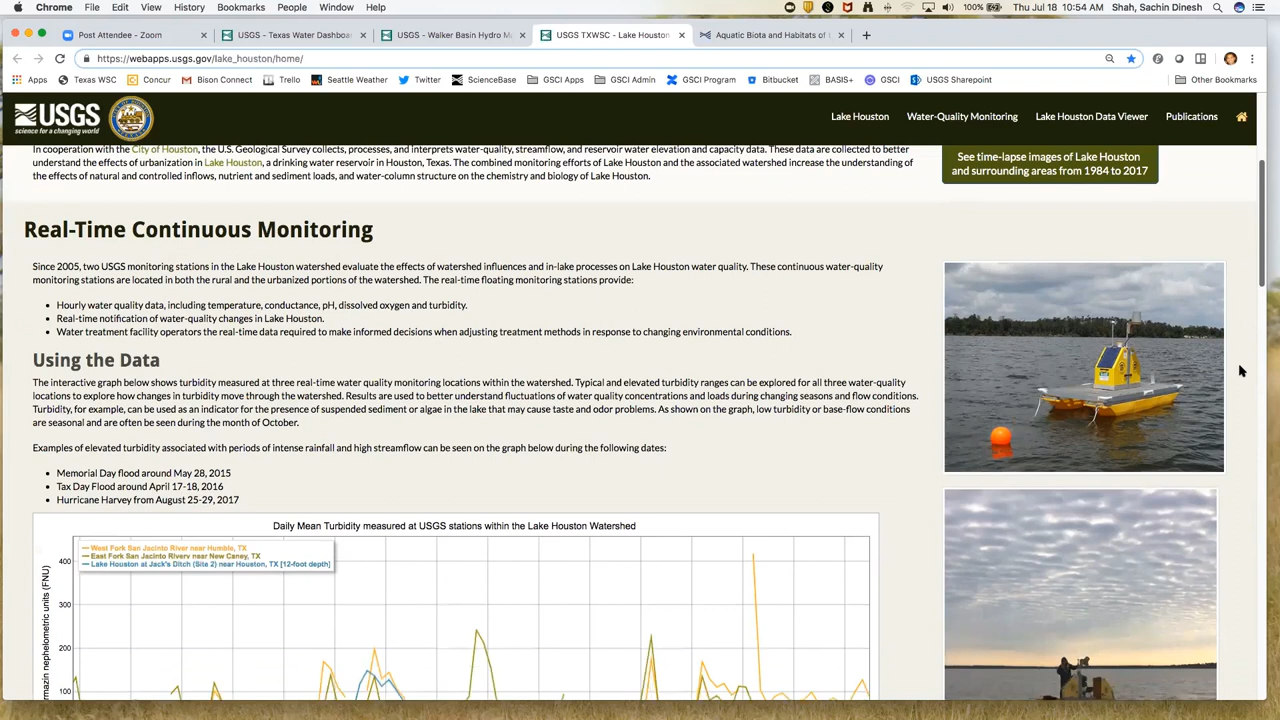 Chrome File Edit View History Bookmarks People Window Help 100% Thu Jul 18 10:54 AM Shah, Sachin Dinesh
Post Attendee - Zoom USGS - Texas Water Dashboa USGS - Walker Basin Hydro M USGS TXWSC - Lake Houston Aquatic Biota and Habitats of
https://webapps.usgs.gov/lake_houston/home/
Apps Texas WSC Concur Bison Connect Trello Seattle Weather Twitter ScienceBase GSCI Apps GSCI Admin GSCI Program Bitbucket BASIS+ GSCI USGS Sharepoint Other Bookmarks
USGS
science for a changing world
Lake Houston Water-Quality Monitoring Lake Houston Data Viewer Publications
In cooperation with the City of Houston, the U.S. Geological Survey collects, processes, and interprets water-quality, streamflow, and reservoir water elevation and capacity data. These data are collected to better
understand the effects of urbanization in Lake Houston, a drinking water reservoir in Houston, Texas. The combined monitoring efforts of Lake Houston and the associated watershed increase the understanding of
the effects of natural and controlled inflows, nutrient and sediment loads, and water-column structure on the chemistry and biology of Lake Houston.
See time-lapse images of Lake Houston
and surrounding areas from 1984 to 2017
Real-Time Continuous Monitoring
Since 2005, two USGS monitoring stations in the Lake Houston watershed evaluate the effects of watershed influences and in-lake processes on Lake Houston water quality. These continuous water-quality
monitoring stations are located in both the rural and the urbanized portions of the watershed. The real-time floating monitoring stations provide:
• Hourly water quality data, including temperature, conductance, pH, dissolved oxygen and turbidity.
• Real-time notification of water-quality changes in Lake Houston.
• Water treatment facility operators the real-time data required to make informed decisions when adjusting treatment methods in response to changing environmental conditions.
Using the Data
The interactive graph below shows turbidity measured at three real-time water quality monitoring locations within the watershed. Typical and elevated turbidity ranges can be explored for all three water-quality
locations to explore how changes in turbidity move through the watershed. Results are used to better understand fluctuations of water quality concentrations and loads during changing seasons and flow conditions.
Turbidity, for example, can be used as an indicator for the presence of suspended sediment or algae in the lake that may cause taste and odor problems. As shown on the graph, low turbidity or base-flow conditions
are seasonal and are often be seen during the month of October.
Examples of elevated turbidity associated with periods of intense rainfall and high streamflow can be seen on the graph below during the following dates:
• Memorial Day flood around May 28, 2015
• Tax Day Flood around April 17-18, 2016
• Hurricane Harvey from August 25-29, 2017
Daily Mean Turbidity measured at USGS stations within the Lake Houston Watershed
West Fork San Jacinto River near Humble, TX
East Fork San Jacinto Riverv near New Caney, TX
Lake Houston at Jack's Ditch (Site 2) near Houston, TX [12-foot depth]
400
300
200
100
rmazin nephelometric units (FNU)